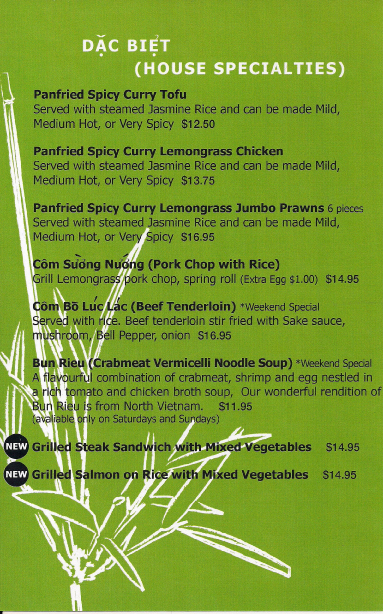 DẶC BIỆT
(HOUSE SPECIALTIES)
Panfried Spicy Curry Tofu
Served with steamed Jasmine Rice and can be made Mild,
Medium Hot, or Very Spicy $12.50
Panfried Spicy Curry Lemongrass Chicken
Served with steamed Jasmine Rice and can be made Mild,
Medium Hot, or Very Spicy $13.75
Panfried Spicy Curry Lemongrass Jumbo Prawns 6 pieces
Served with steamed Jasmine Rice and can be made Mild,
Medium Hot, or Very Spicy $16.95
Côm Sường Nuống (Pork Chop with Rice)
Grill Lemongrass pork chop, spring roll (Extra Egg $1.00) $14.95
Côm Bõ Lúc Lắc (Beef Tenderloin) *Weekend Special
Served with rice. Beef tenderloin stir fried with Sake sauce,
mushroom, Bell Pepper, onion $16.95
Bun Rieu (Crabmeat Vermicelli Noodle Soup) *Weekend Special
A flavourful combination of crabmeat, shrimp and egg nestled in
a rich tomato and chicken broth soup, Our wonderful rendition of
Bun Rieu is from North Vietnam. $11.95
(avaliable only on Saturdays and Sundays)
NEW Grilled Steak Sandwich with Mixed Vegetables $14.95
NEW Grilled Salmon on Rice with Mixed Vegetables $14.95